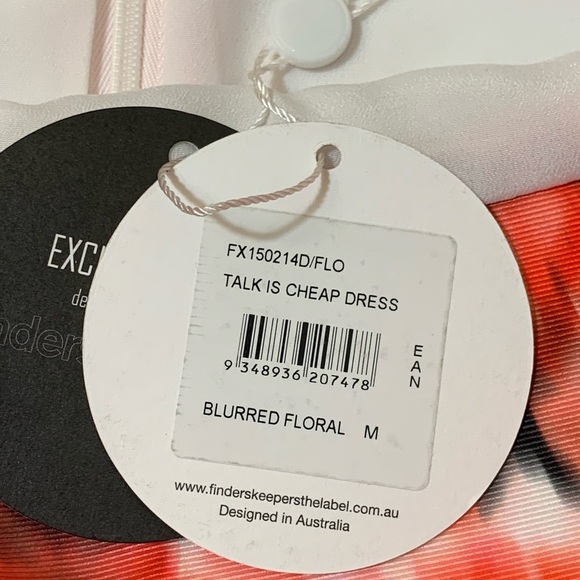 FX150214D/FLO
TALK IS CHEAP DRESS
9 348936 207478
EAN
BLURRED FLORAL M
www.finderskeepersthelabel.com.au
Designed in Australia